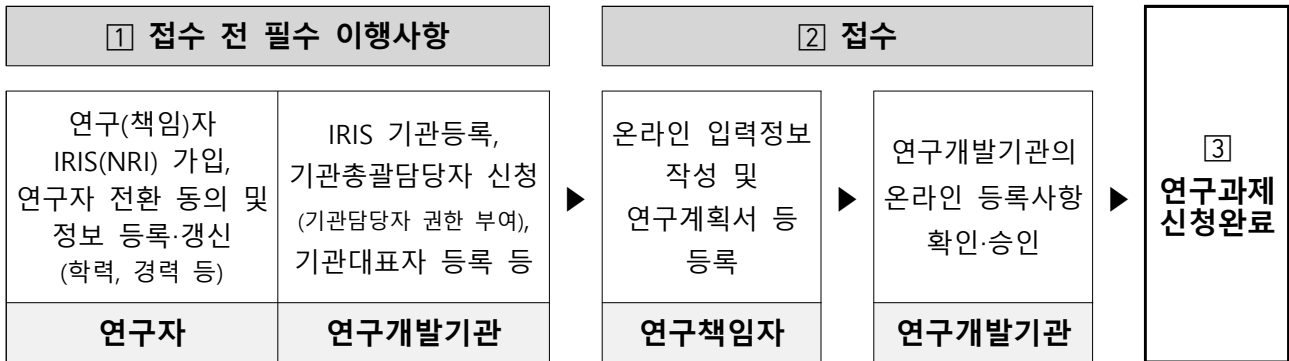 1 접수 전 필수 이행사항
연구(책임)자
IRIS(NRI) 가입,
연구자 전환 동의 및
정보 등록·갱신
(학력, 경력 등)
연구자
IRIS 기관등록,
기관총괄담당자 신청
(기관담당자 권한 부여),
기관대표자 등록 등
연구개발기관
▶
2 접수
온라인 입력정보
작성 및
연구계획서 등
등록
연구책임자
▶
연구개발기관의
온라인 등록사항
확인·승인
연구개발기관
▶
3
연구과제
신청완료